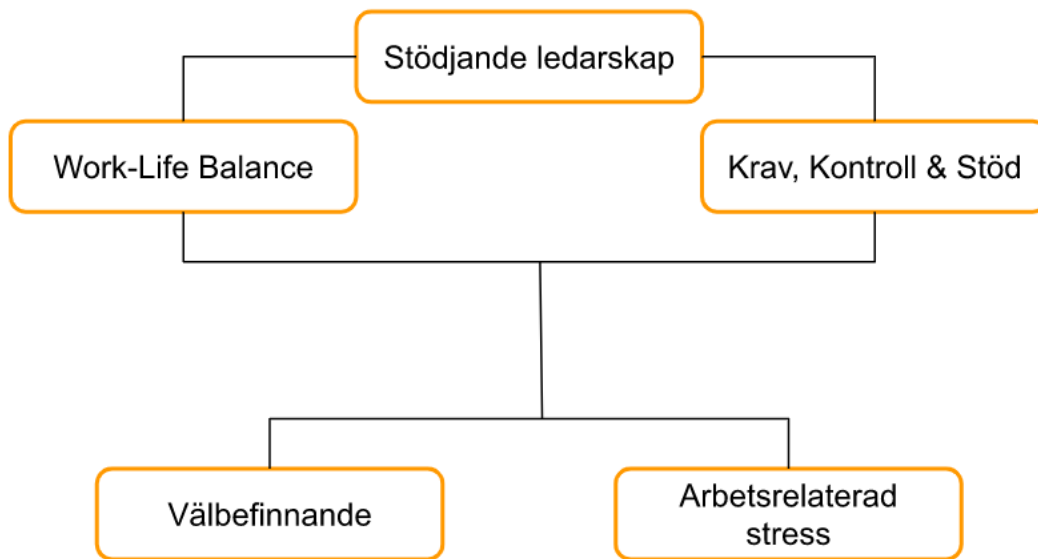 Stödjande ledarskap
Work-Life Balance
Krav, Kontroll & Stöd
Välbefinnande
Arbetsrelaterad
stress